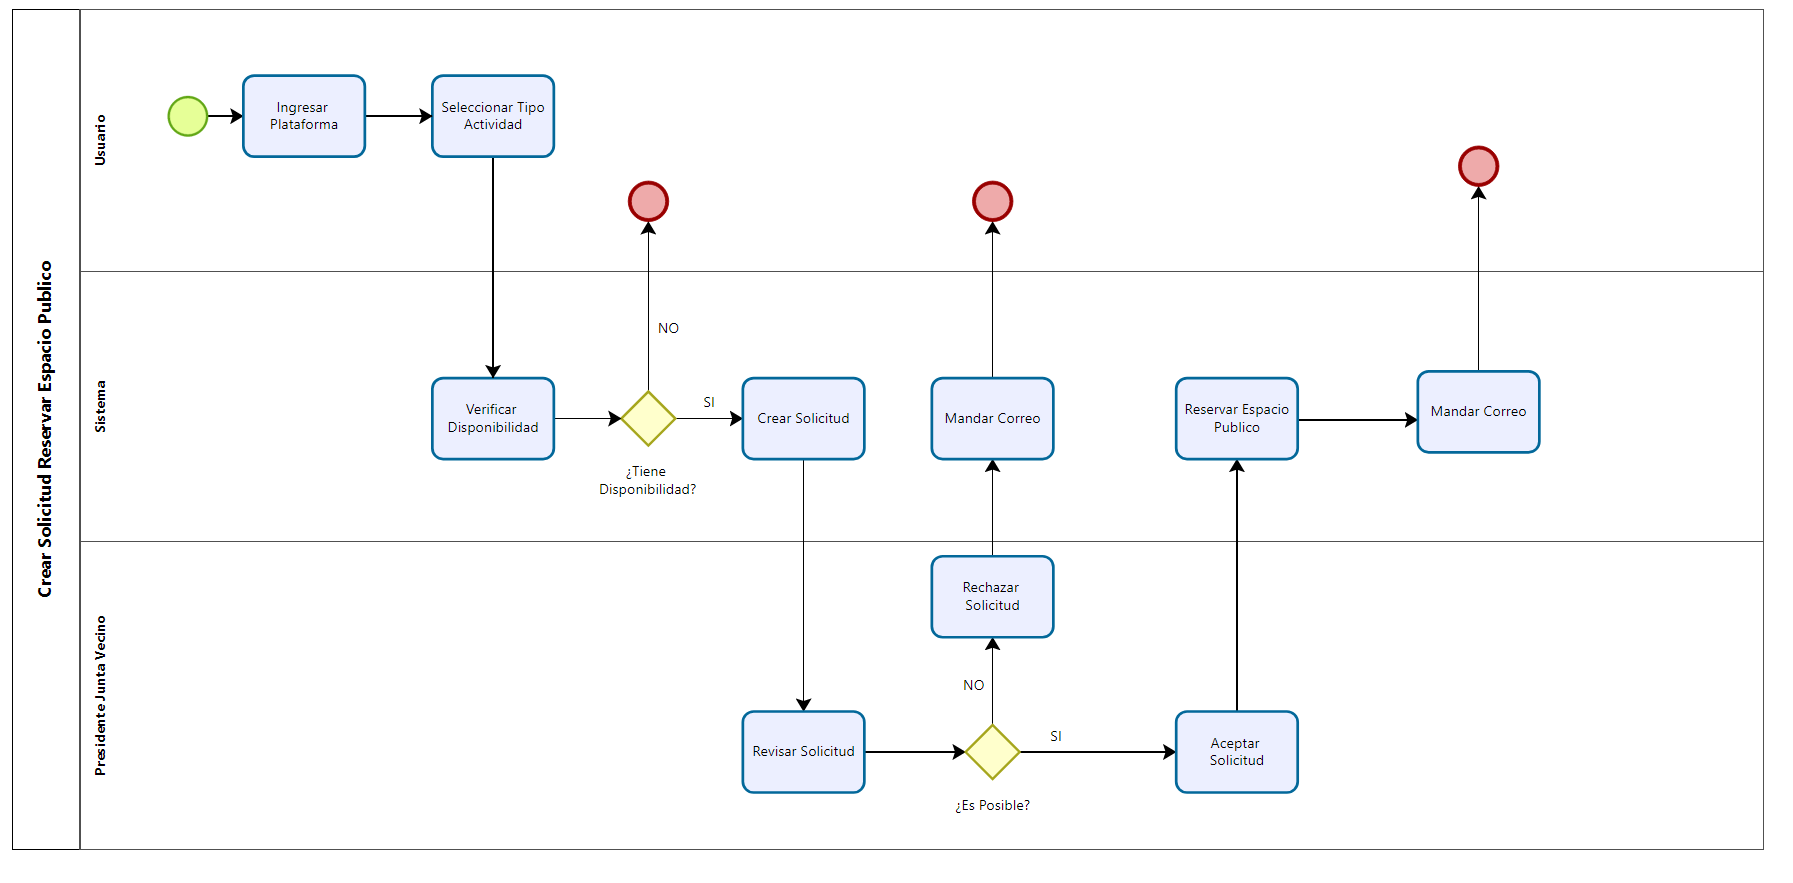 Crear Solicitud Reservar Espacio Publico
Usuario
Ingresar
Plataforma
Seleccionar Tipo
Actividad
Sistema
Verificar
Disponibilidad
NO
SI
¿Tiene
Disponibilidad?
Crear Solicitud
Mandar Correo
Reservar Espacio
Publico
Mandar Correo
Presidente Junta Vecino
Rechazar
Solicitud
NO
Revisar Solicitud
SI
¿Es Posible?
Aceptar
Solicitud